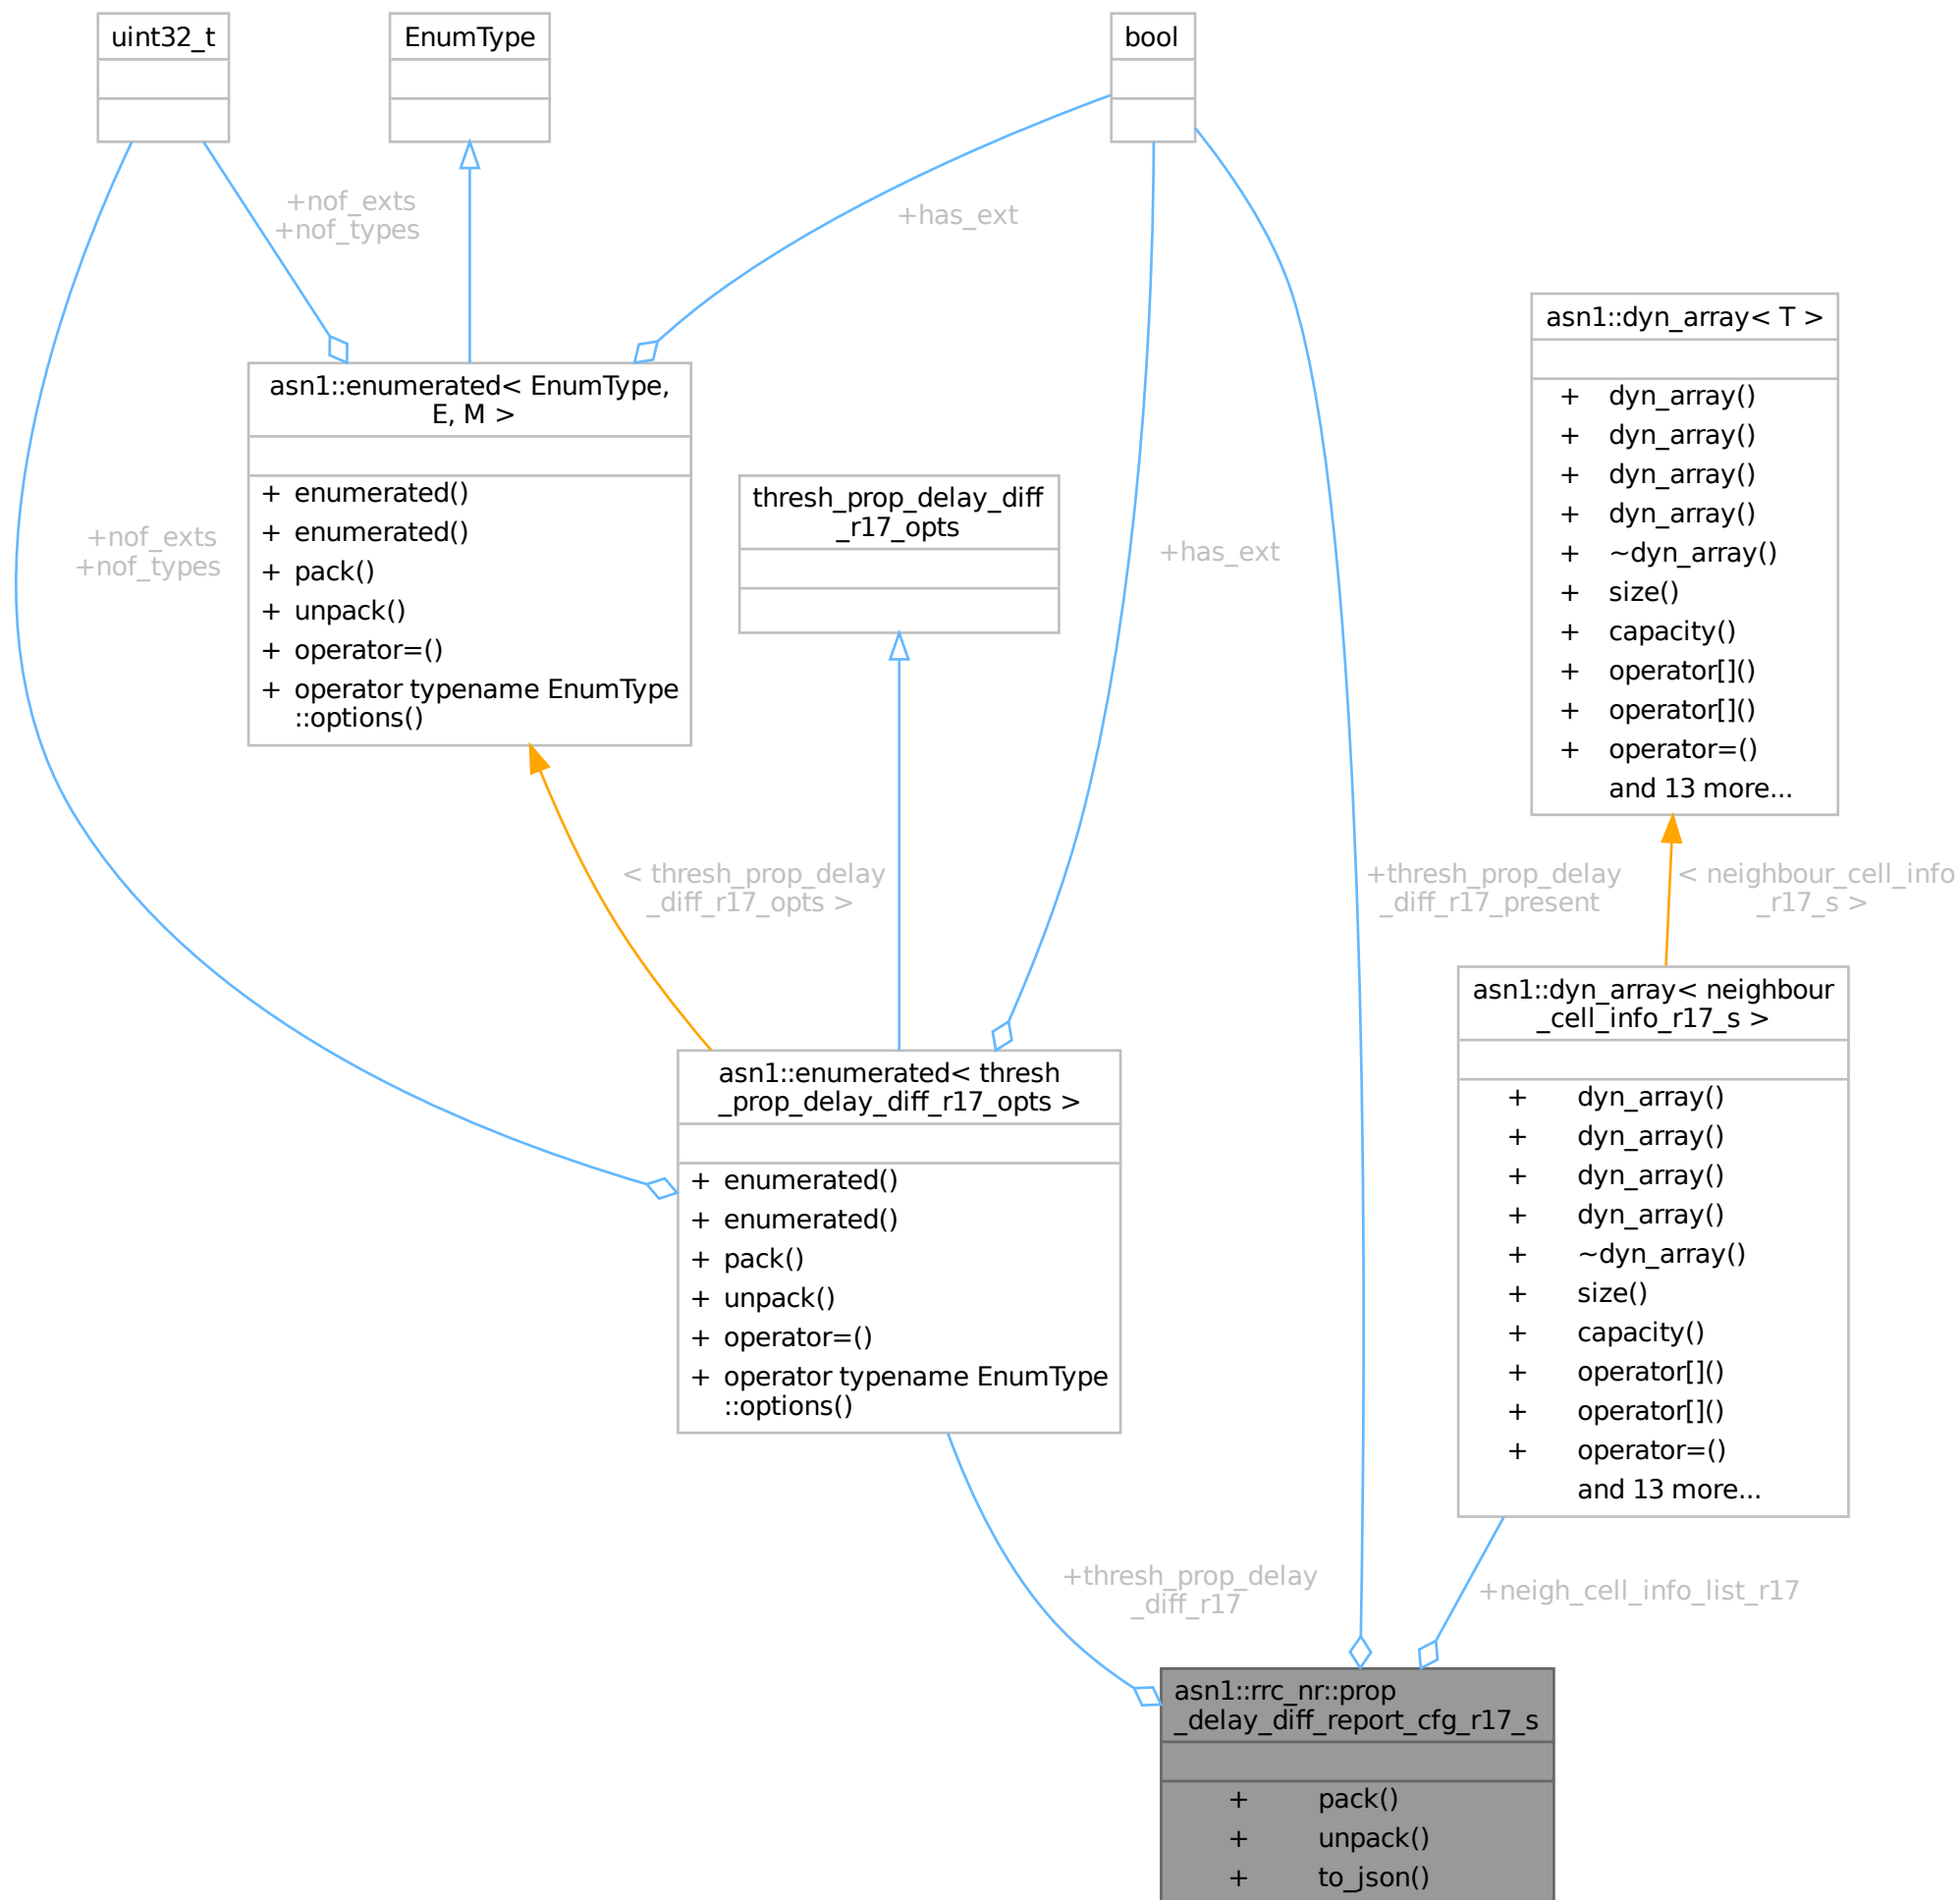 uint32_t
EnumType
bool
+nof_exts
+nof_types
+has_ext
asn1::dyn_array< T >
+ dyn_array()
+ dyn_array()
+ dyn_array()
+ dyn_array()
+ ~dyn_array()
+ size()
+ capacity()
+ operator[]()
+ operator[]()
+ operator=()
and 13 more...
asn1::enumerated< EnumType,
E, M >
+ enumerated()
+ enumerated()
+ pack()
+ unpack()
+ operator=()
+ operator typename EnumType
::options()
thresh_prop_delay_diff
_r17_opts
+nof_exts
+nof_types
+has_ext
< thresh_prop_delay
_diff_r17_opts >
+thresh_prop_delay
_diff_r17_present
< neighbour_cell_info
_r17_s >
asn1::dyn_array< neighbour
_cell_info_r17_s >
+ dyn_array()
+ dyn_array()
+ dyn_array()
+ dyn_array()
+ ~dyn_array()
+ size()
+ capacity()
+ operator[]()
+ operator[]()
+ operator=()
and 13 more...
asn1::enumerated< thresh
_prop_delay_diff_r17_opts >
+ enumerated()
+ enumerated()
+ pack()
+ unpack()
+ operator=()
+ operator typename EnumType
::options()
+thresh_prop_delay
_diff_r17
+neigh_cell_info_list_r17
asn1::rrc_nr::prop
_delay_diff_report_cfg_r17_s
+ pack()
+ unpack()
+ to_json()